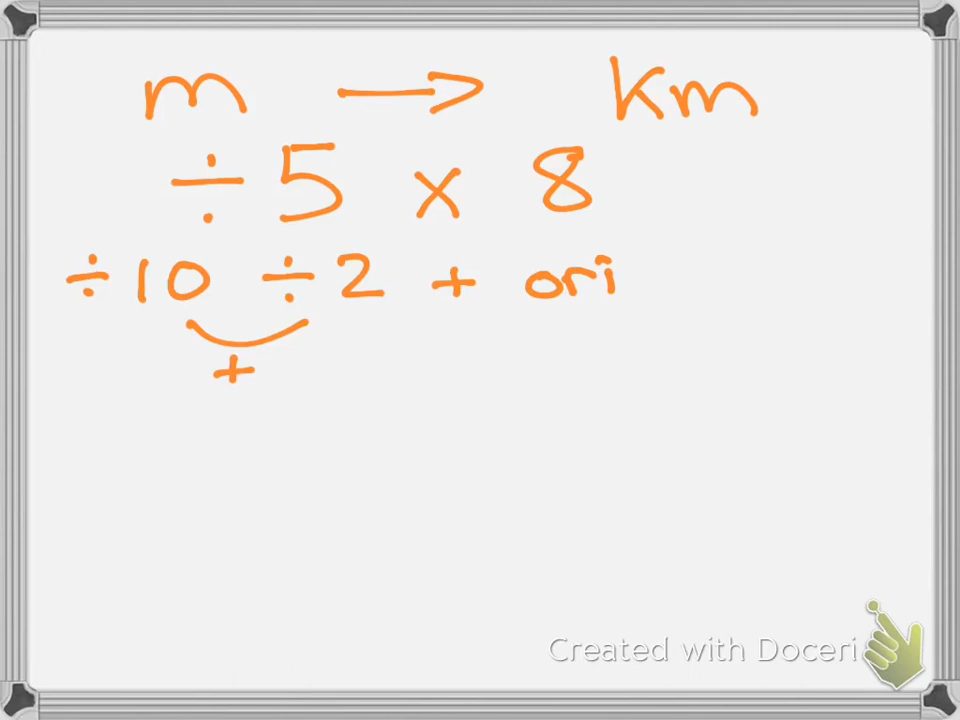 m → km
÷ 5 x 8
÷ 10 ÷ 2 + ori
+
Created with Doceri